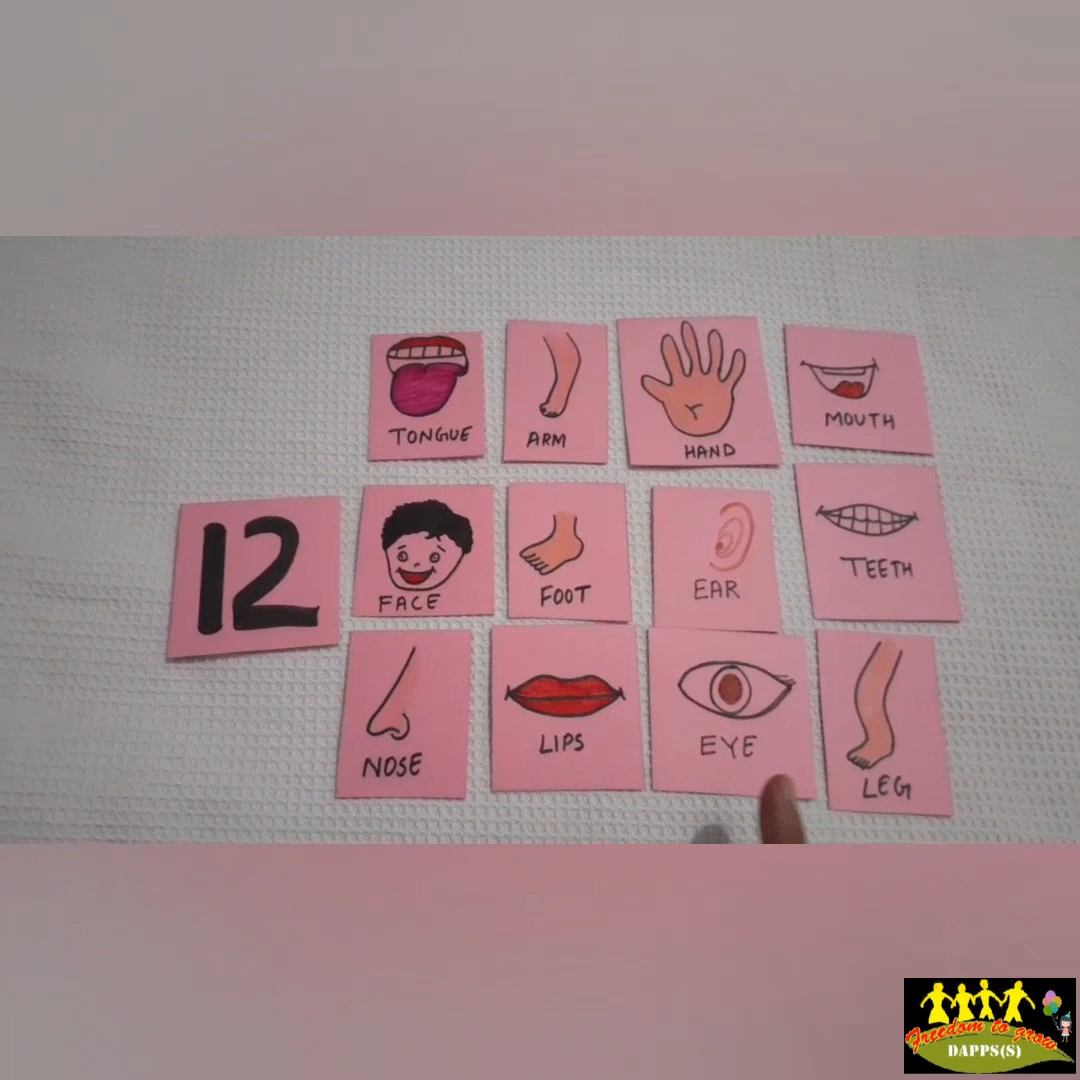 TONGUE
ARM
HAND
MOUTH
12
FACE
FOOT
EAR
TEETH
NOSE
LIPS
EYE
LEG
Freedom to grow
DAPPS(S)